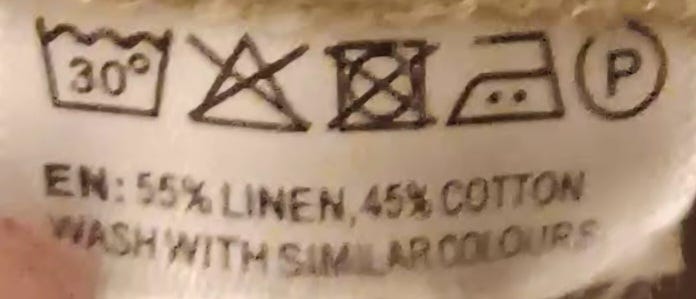 30° P
EN: 55% LINEN, 45% COTTON
WASH WITH SIMILAR COLOURS